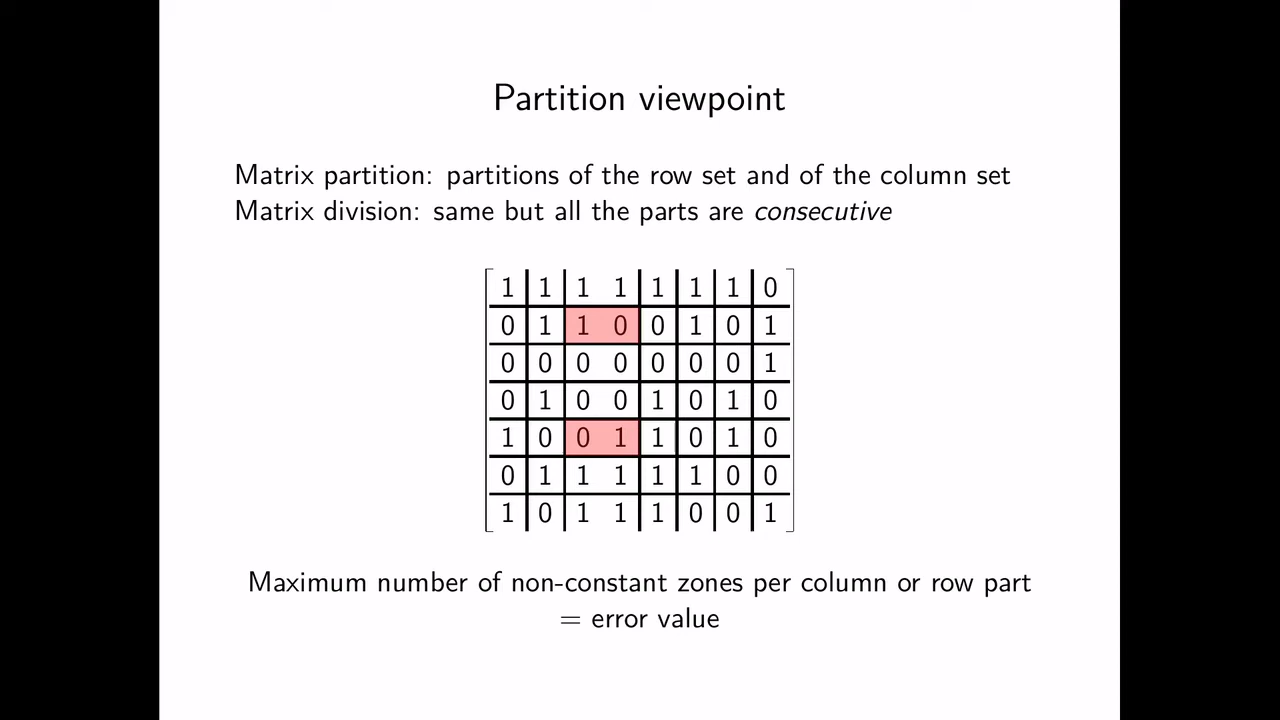 Partition viewpoint
Matrix partition: partitions of the row set and of the column set
Matrix division: same but all the parts are consecutive
1 1 1 1 1 1 1 0
0 1 1 0 0 1 0 1
0 0 0 0 0 0 0 1
0 1 0 0 1 0 1 0
1 0 0 1 1 0 1 0
0 1 1 1 1 1 0 0
1 0 1 1 1 0 0 1
Maximum number of non-constant zones per column or row part
= error value